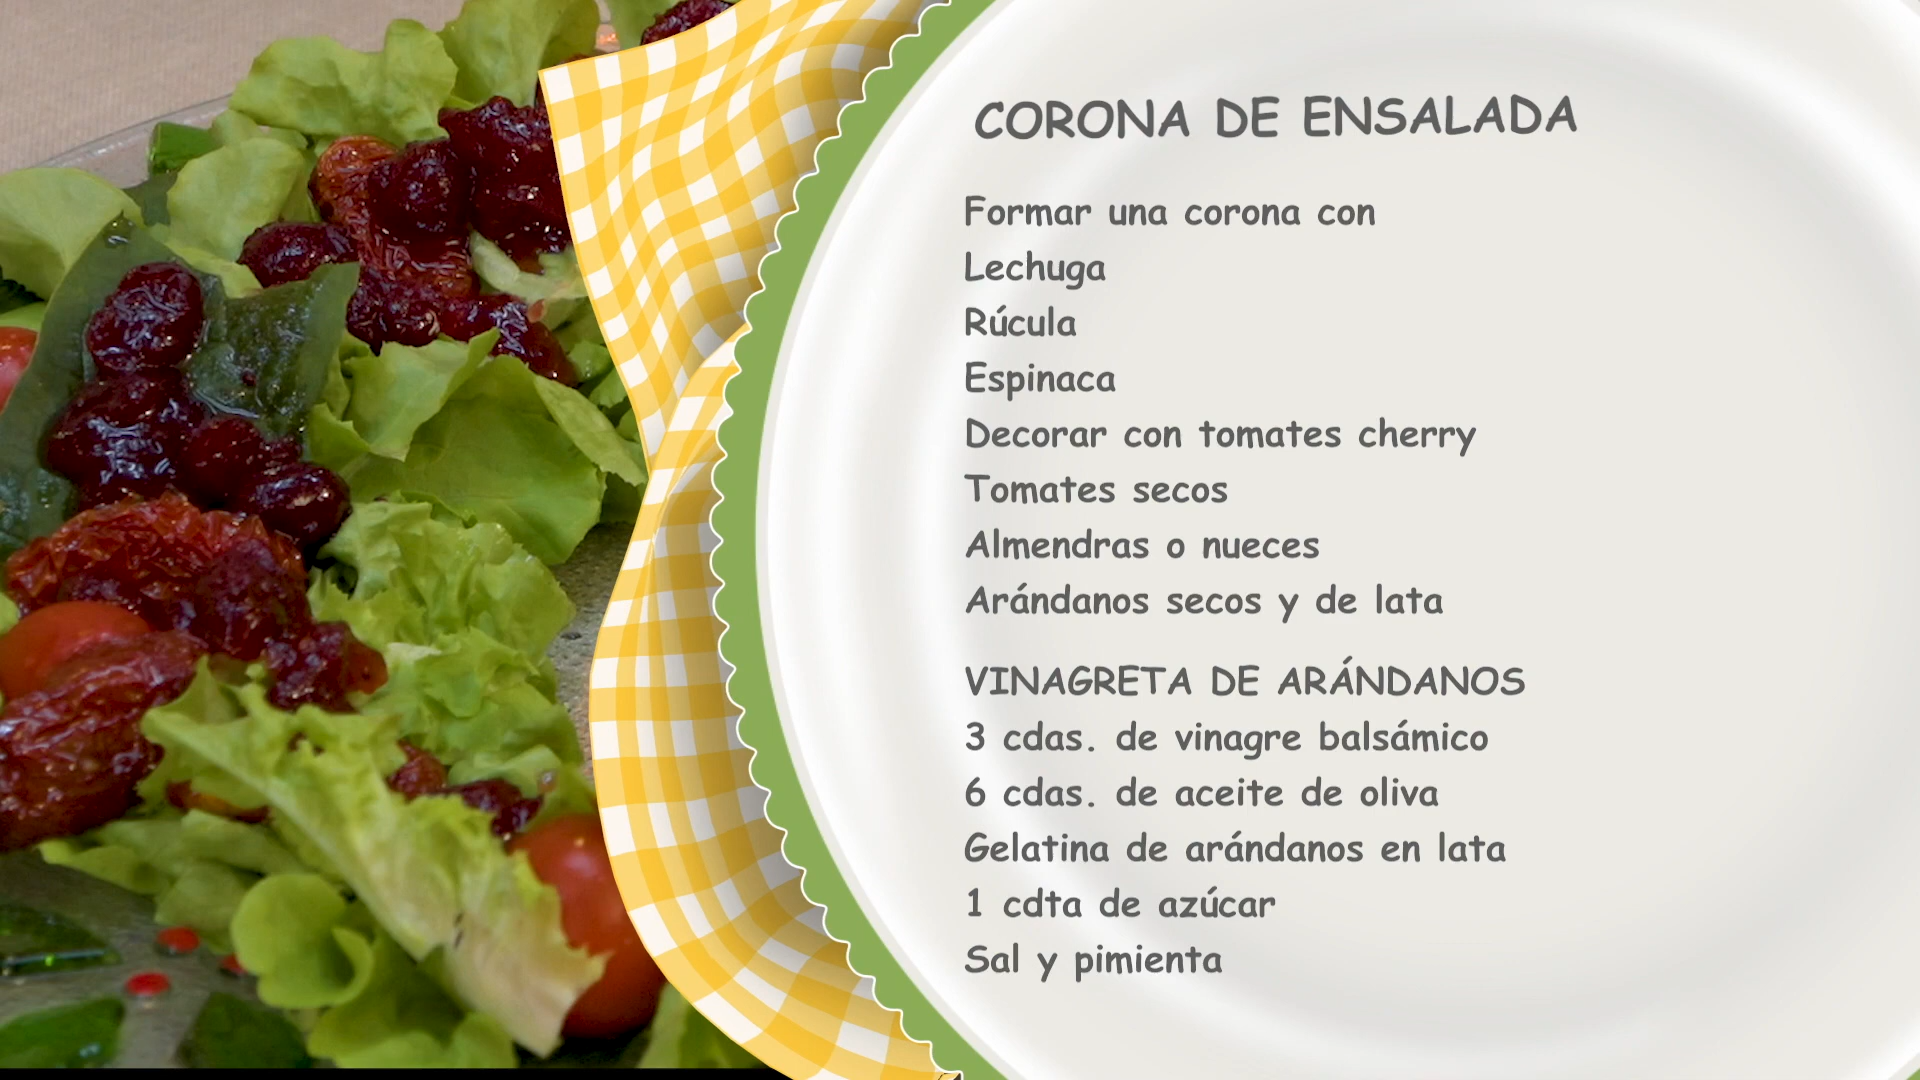 CORONA DE ENSALADA
Formar una corona con
Lechuga
Rúcula
Espinaca
Decorar con tomates cherry
Tomates secos
Almendras o nueces
Arándanos secos y de lata
VINAGRETA DE ARÁNDANOS
3 cdas. de vinagre balsámico
6 cdas. de aceite de oliva
Gelatina de arándanos en lata
1 cdta de azúcar
Sal y pimienta